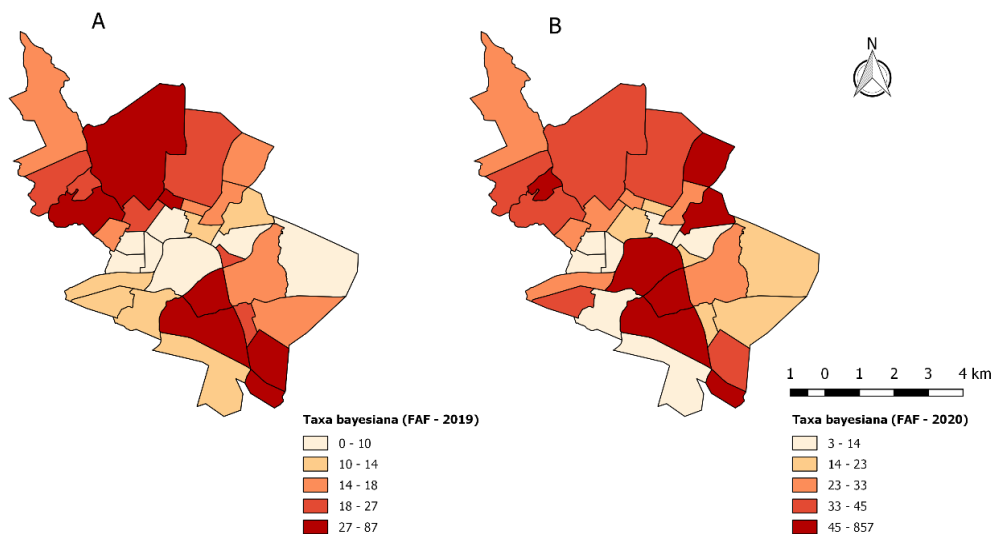 A
B
N
1 0 1 2 3 4 km
Taxa bayesiana (FAF - 2019)
0 - 10
10 - 14
14 - 18
18 - 27
27 - 87
Taxa bayesiana (FAF - 2020)
3 - 14
14 - 23
23 - 33
33 - 45
45 - 857